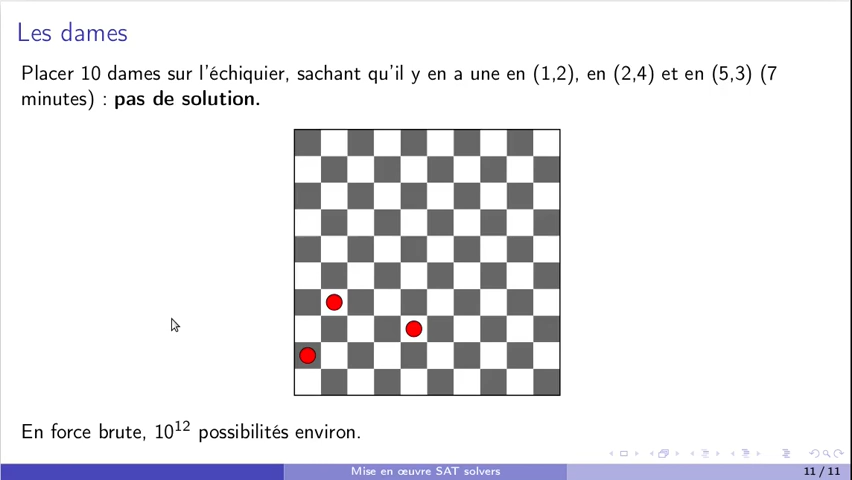 Les dames
Placer 10 dames sur l'échiquier, sachant qu'il y en a une en (1,2), en (2,4) et en (5,3) (7
minutes) : pas de solution.
En force brute, 10¹² possibilités environ.
Mise en œuvre SAT solvers
11 / 11